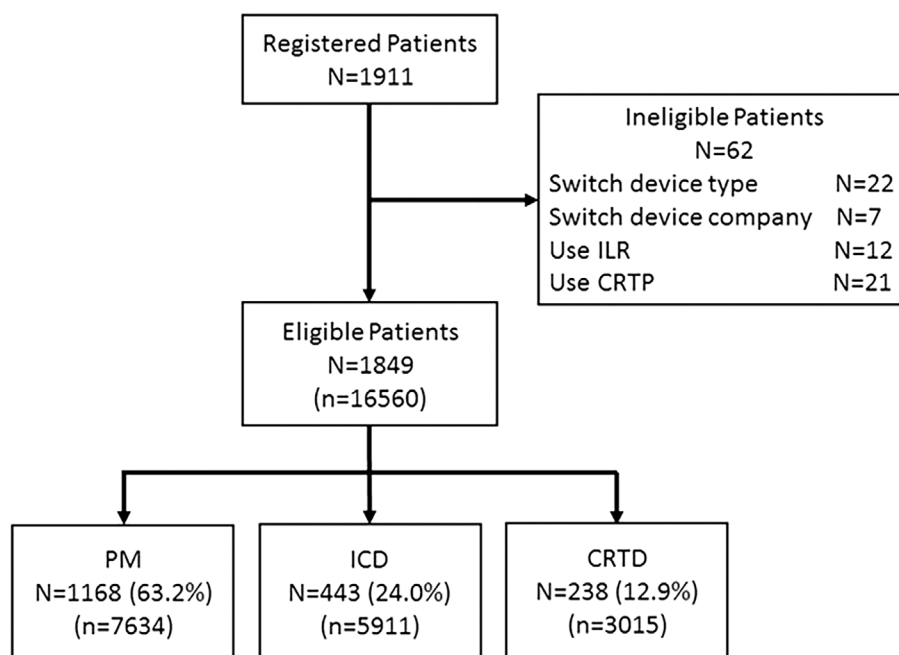 Registered Patients
N=1911
Ineligible Patients
N=62
Switch device type N=22
Switch device company N=7
Use ILR N=12
Use CRTP N=21
Eligible Patients
N=1849
(n=16560)
PM
N=1168 (63.2%)
(n=7634)
ICD
N=443 (24.0%)
(n=5911)
CRTD
N=238 (12.9%)
(n=3015)